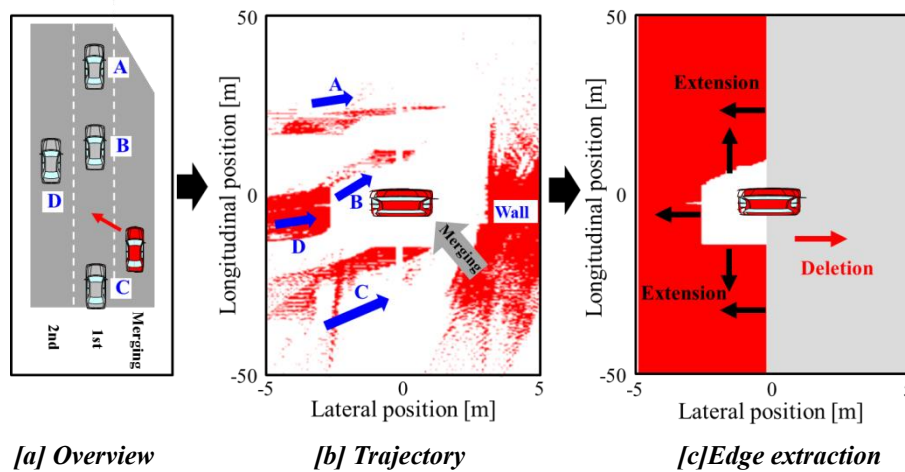 A
B
D
C
2nd
1st
Merging
[a] Overview
50
0
-50
Longitudinal position [m]
A
B
D
C
Wall
Merging
-5
0
5
Lateral position [m]
[b] Trajectory
50
0
-50
Longitudinal position [m]
Extension
Deletion
Extension
-5
0
5
Lateral position [m]
[c]Edge extraction